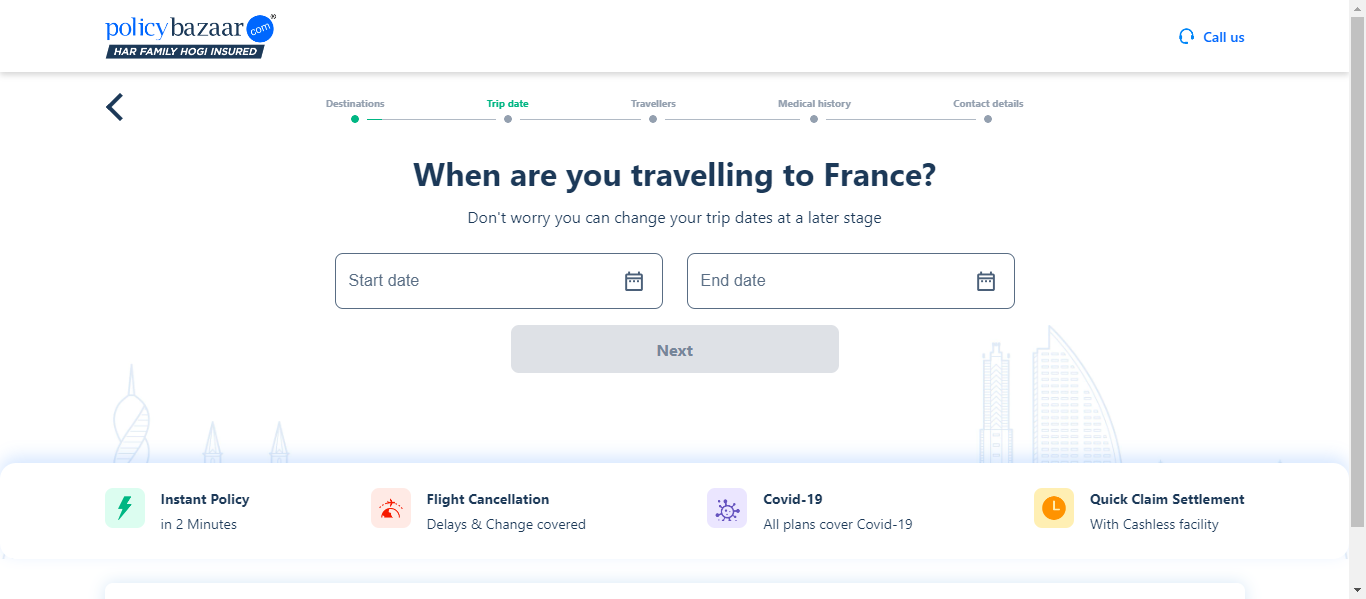 policybazaar.com®
HAR FAMILY HOGI INSURED
Call us
Destinations
Trip date
Travellers
Medical history
Contact details
When are you travelling to France?
Don't worry you can change your trip dates at a later stage
Start date
End date
Next
Instant Policy
in 2 Minutes
Flight Cancellation
Delays & Change covered
Covid-19
All plans cover Covid-19
Quick Claim Settlement
With Cashless facility